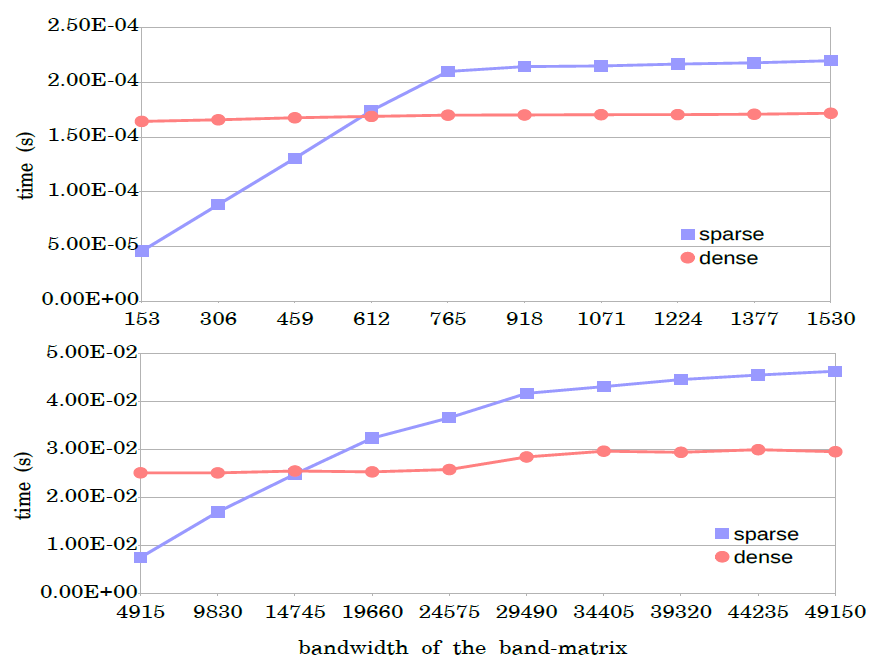 2.50E-04
2.00E-04
1.50E-04
1.00E-04
5.00E-05
0.00E+00
time (s)
sparse
dense
153 306 459 612 765 918 1071 1224 1377 1530
5.00E-02
4.00E-02
3.00E-02
2.00E-02
1.00E-02
0.00E+00
time (s)
sparse
dense
4915 9830 14745 19660 24575 29490 34405 39320 44235 49150
bandwidth of the band-matrix